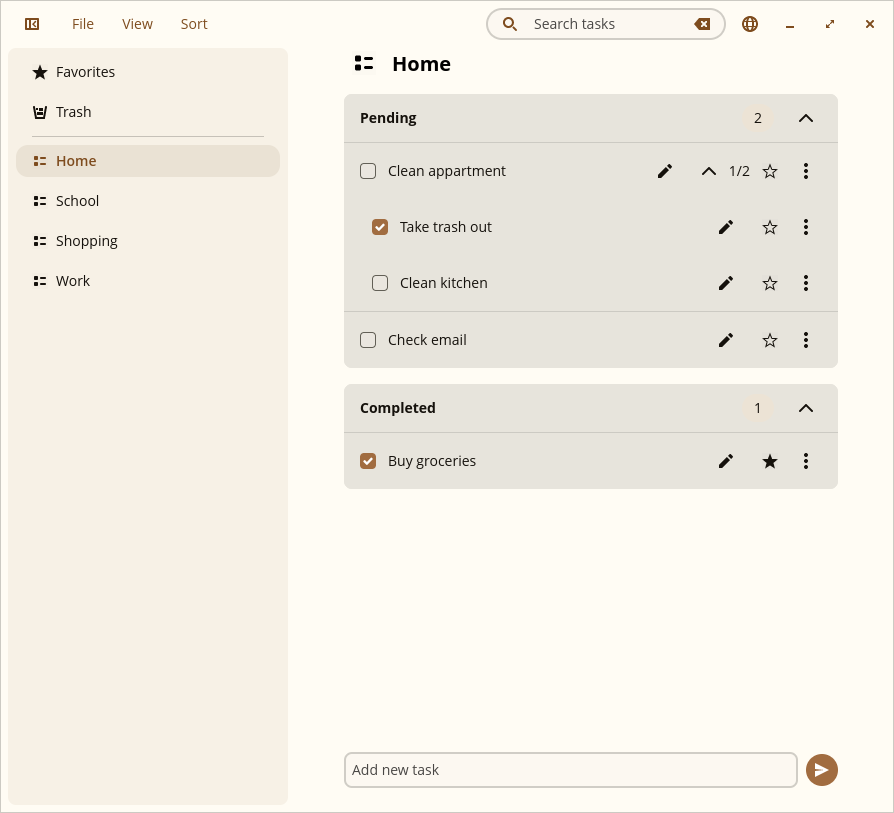 File View Sort Search tasks
Favorites
Trash
Home
School
Shopping
Work
Home
Pending 2
Clean appartment 1/2
Take trash out
Clean kitchen
Check email
Completed 1
Buy groceries
Add new task